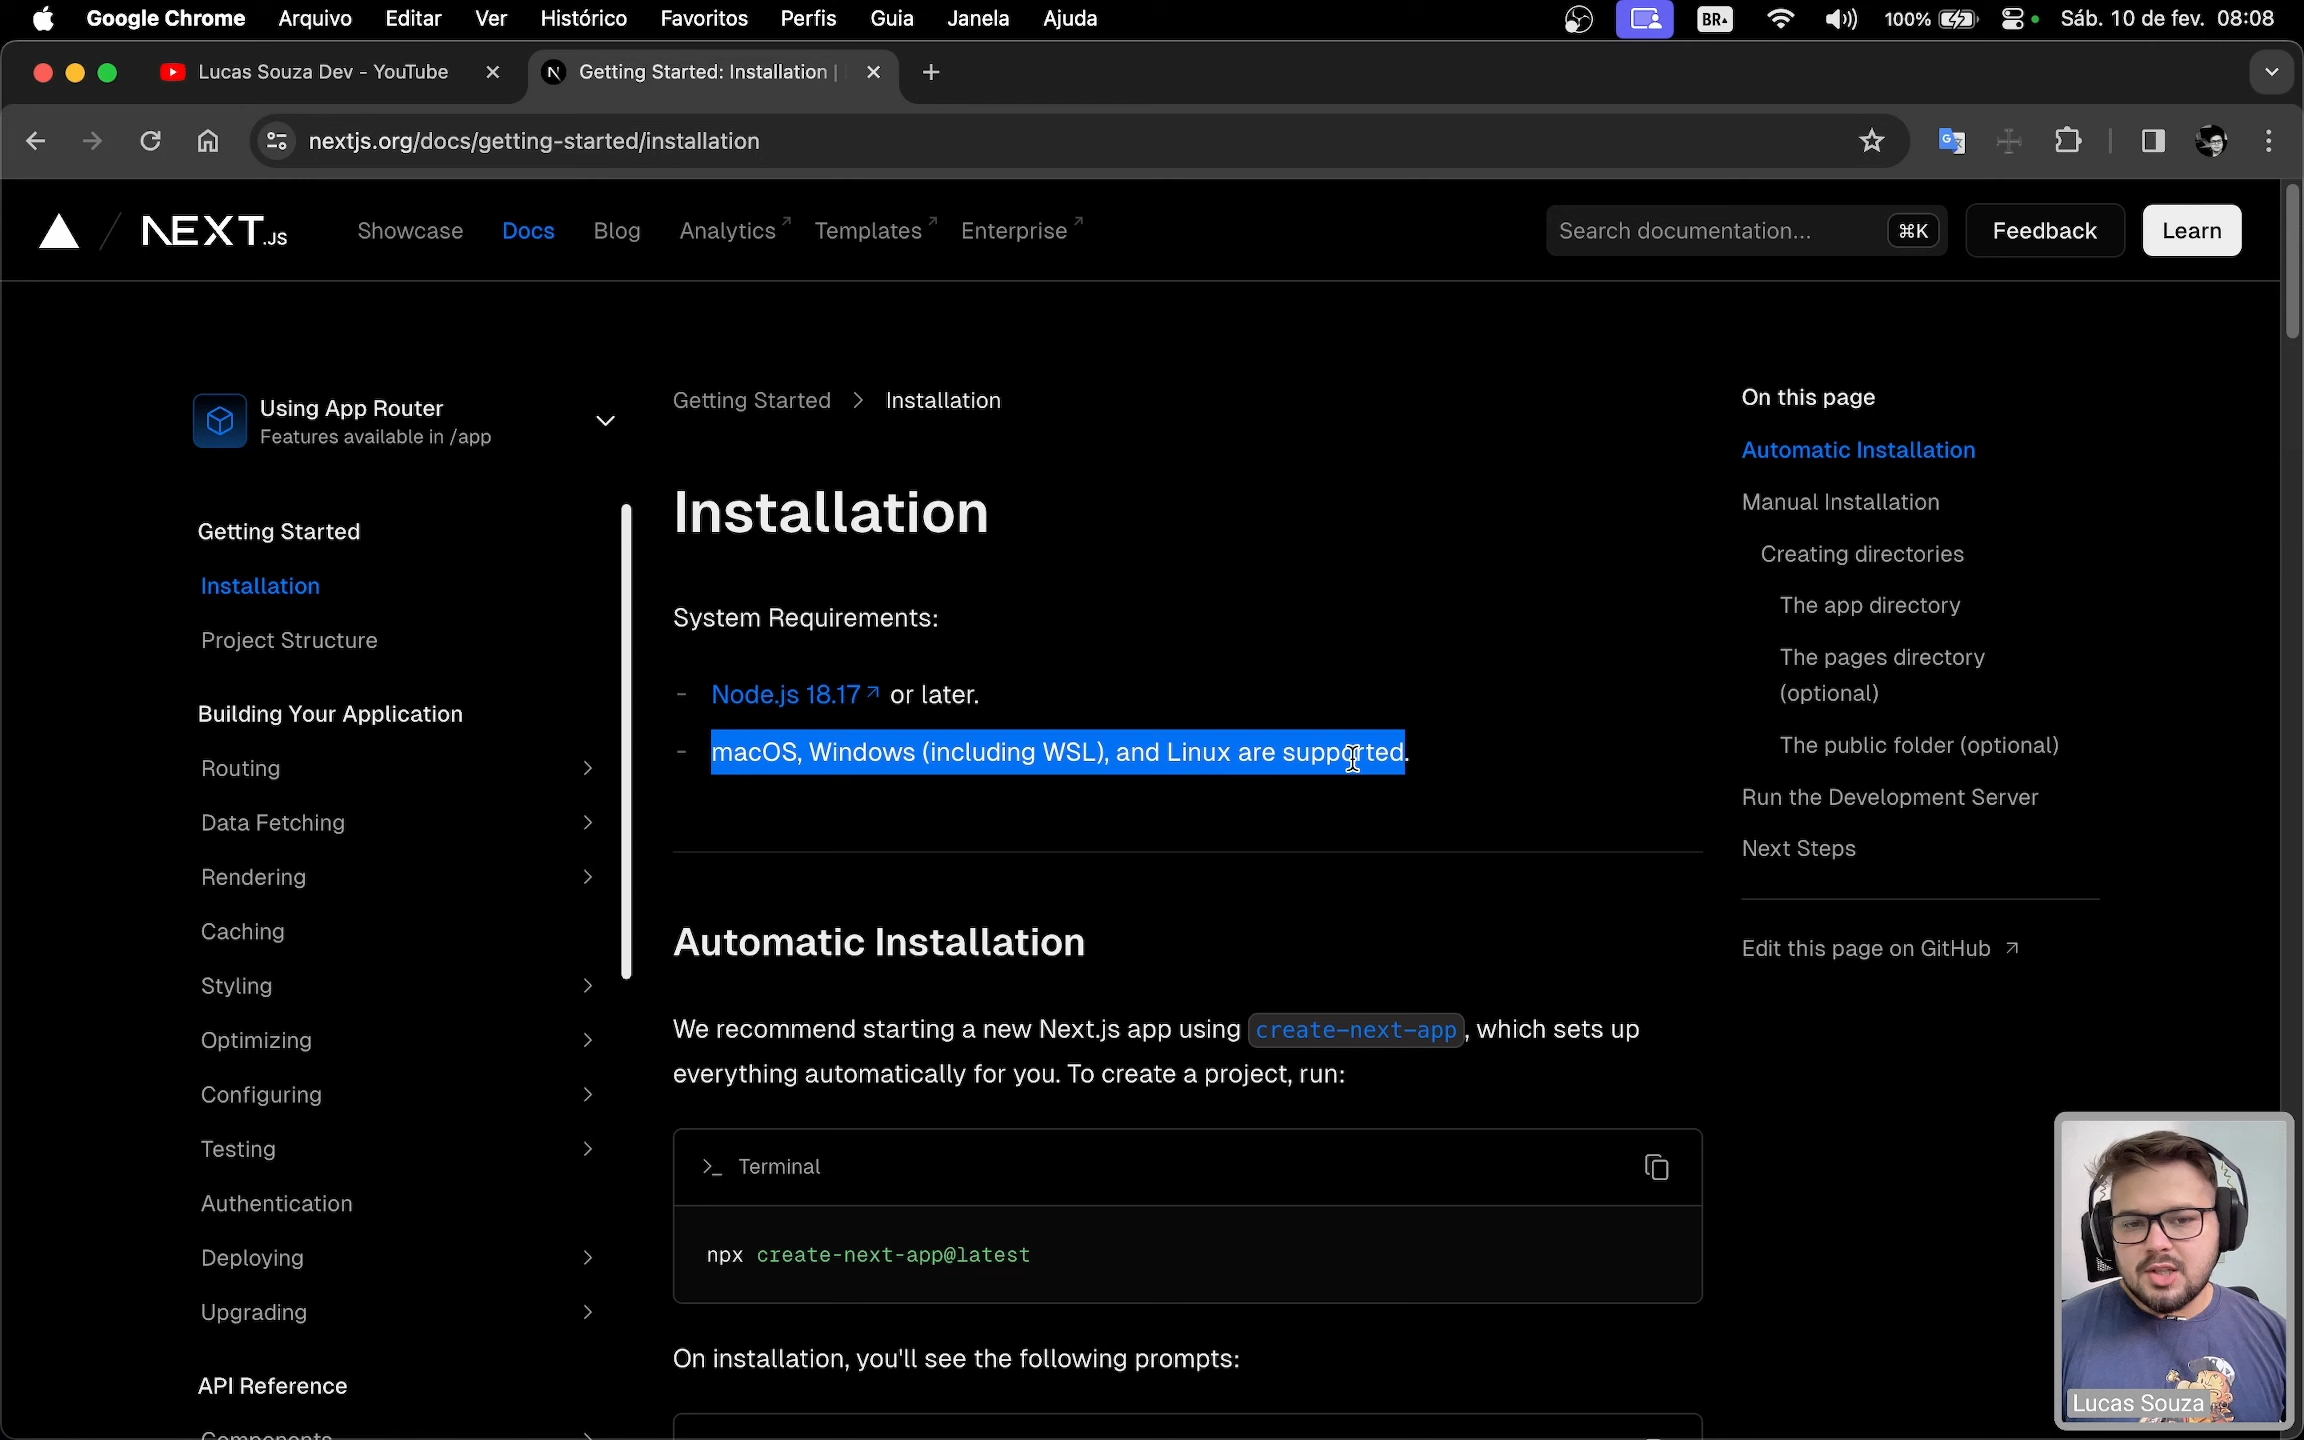 Google Chrome Arquivo Editar Ver Histórico Favoritos Perfis Guia Janela Ajuda BR 100% Sáb. 10 de fev. 08:08
Lucas Souza Dev - YouTube Getting Started: Installation |
nextjs.org/docs/getting-started/installation
NEXT.JS Showcase Docs Blog Analytics Templates Enterprise Search documentation... ⌘K Feedback Learn
Using App Router
Features available in /app
Getting Started
Installation
Project Structure
Building Your Application
Routing
Data Fetching
Rendering
Caching
Styling
Optimizing
Configuring
Testing
Authentication
Deploying
Upgrading
API Reference
Components
Getting Started > Installation
Installation
System Requirements:
- Node.js 18.17 or later.
- macOS, Windows (including WSL), and Linux are supported.
Automatic Installation
We recommend starting a new Next.js app using create-next-app, which sets up
everything automatically for you. To create a project, run:
>_ Terminal
npx create-next-app@latest
On installation, you'll see the following prompts:
On this page
Automatic Installation
Manual Installation
Creating directories
The app directory
The pages directory
(optional)
The public folder (optional)
Run the Development Server
Next Steps
Edit this page on GitHub
Lucas Souza